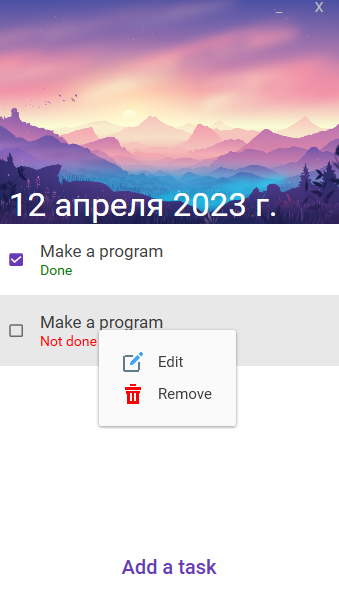 _ X
12 апреля 2023 г.
Make a program
Done
Make a program
Not done
Edit
Remove
Add a task